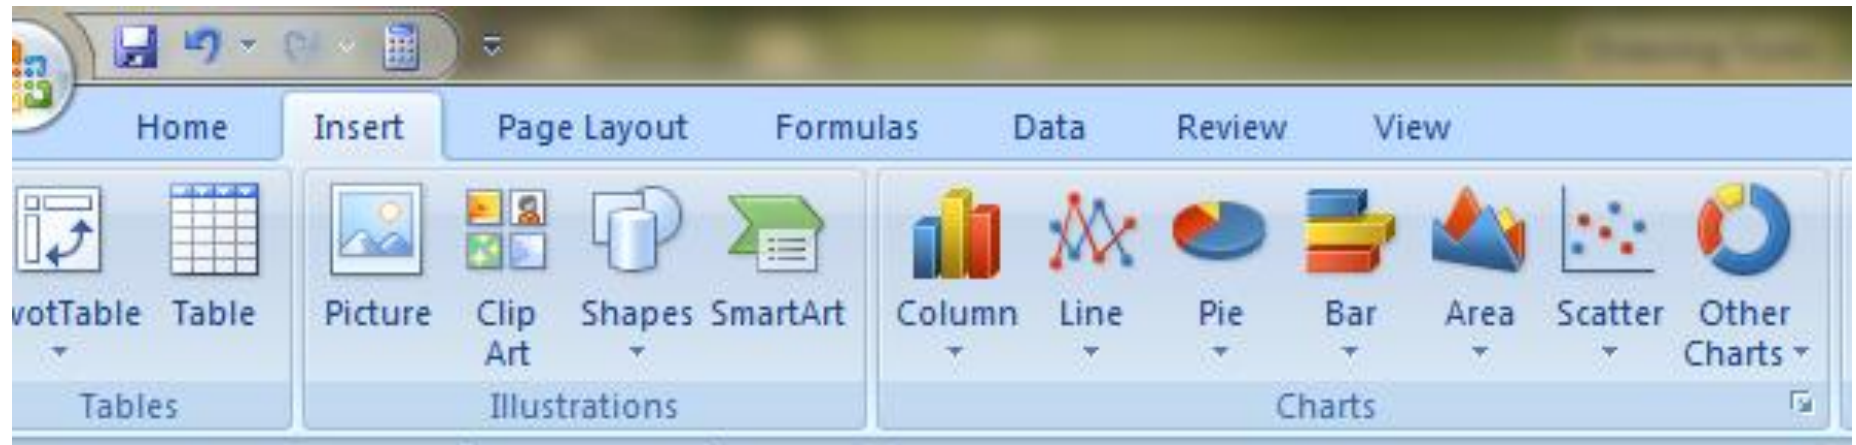 Home Insert Page Layout Formulas Data Review View
votTable Table Picture Clip Art Shapes SmartArt Column Line Pie Bar Area Scatter Other Charts
Tables Illustrations Charts